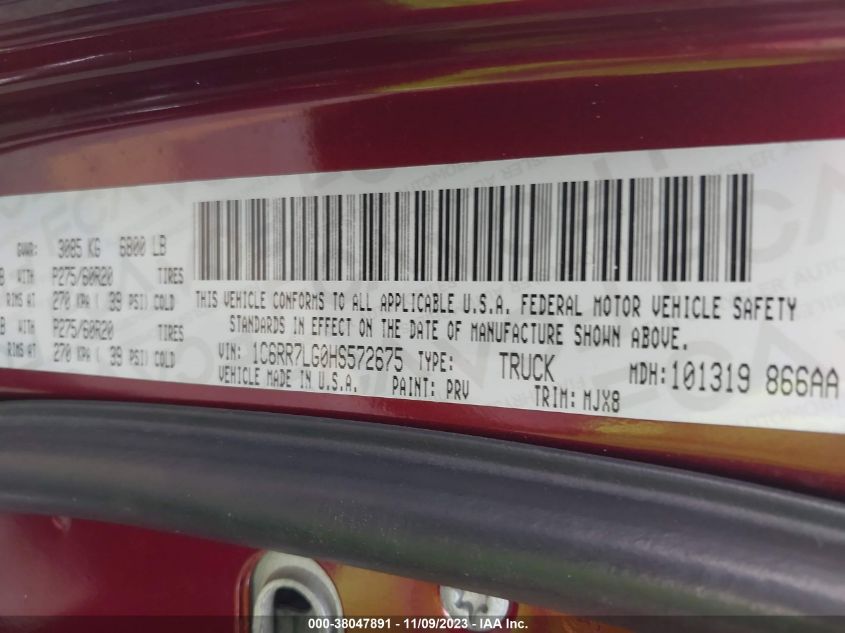 GVWR: 3085 KG 6800 LB
B WITH P275/60R20 TIRES
RIMS AT 270 KPA ( 39 PSI) COLD
B WITH P275/60R20 TIRES
RIMS AT 270 KPA ( 39 PSI) COLD
THIS VEHICLE CONFORMS TO ALL APPLICABLE U.S.A. FEDERAL MOTOR VEHICLE SAFETY
STANDARDS IN EFFECT ON THE DATE OF MANUFACTURE SHOWN ABOVE.
VIN: 1C6RR7LG0HS572675 TYPE: TRUCK MDH: 101319 866AA
VEHICLE MADE IN U.S.A. PAINT: PRV TRIM: MJX8
000-38047891 - 11/09/2023 - IAA Inc.